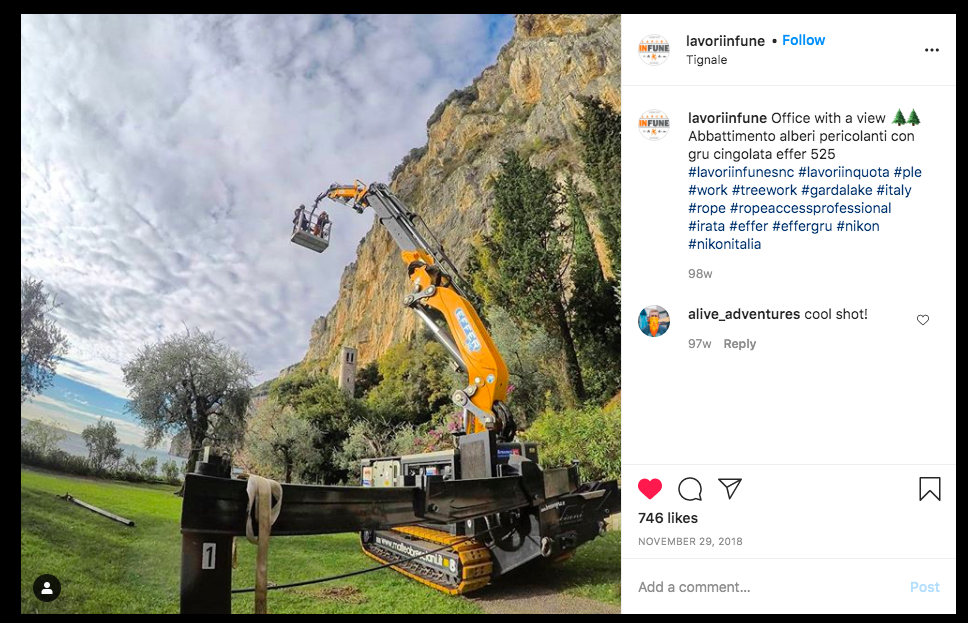 lavoriinfune • Follow
Tignale
INFUNE
INFUNE
lavoriinfune Office with a view 🌲🌲
Abbattimento alberi pericolanti con
gru cingolata effer 525
#lavoriinfunesnc #lavoriinquota #ple
#work #treework #gardalake #italy
#rope #ropeaccessprofessional
#irata #effer #effergru #nikon
#nikonitalia
98w
alive_adventures cool shot!
97w Reply
746 likes
NOVEMBER 29, 2018
Add a comment... Post
EFFER
1